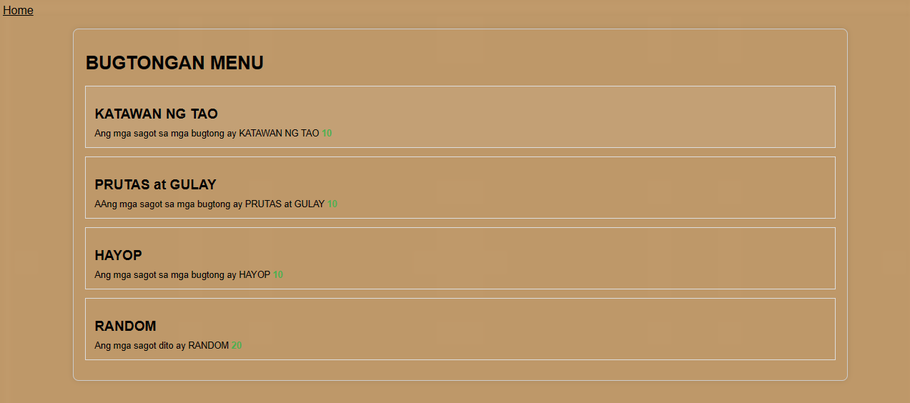 Home
BUGTONGAN MENU
KATAWAN NG TAO
Ang mga sagot sa mga bugtong ay KATAWAN NG TAO 10
PRUTAS at GULAY
AAng mga sagot sa mga bugtong ay PRUTAS at GULAY 10
HAYOP
Ang mga sagot sa mga bugtong ay HAYOP 10
RANDOM
Ang mga sagot dito ay RANDOM 20